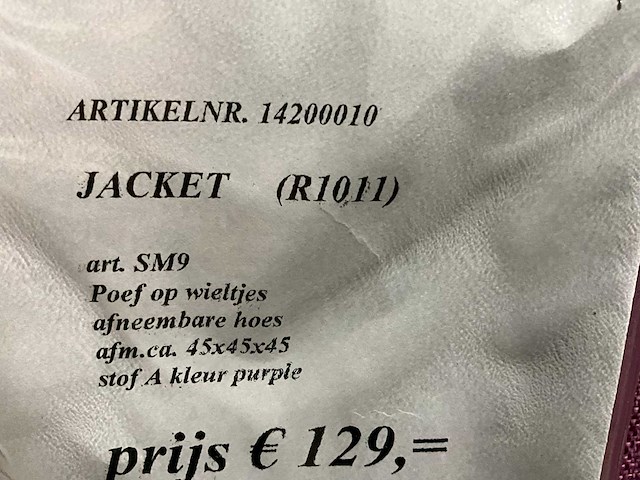 ARTIKELNR. 14200010
JACKET (R1011)
art. SM9
Poef op wieltjes
afneembare hoes
afm.ca. 45x45x45
stof A kleur purple
prijs € 129,=